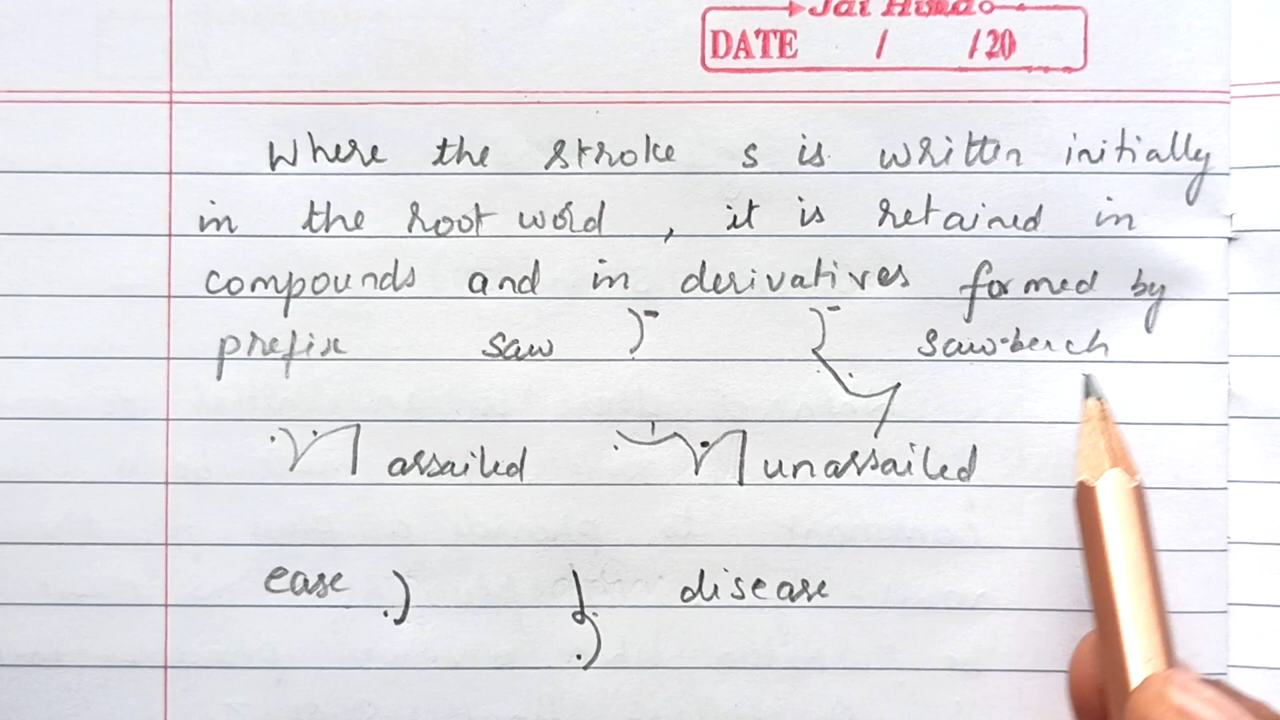 Jai Hind
DATE / /20
Where the stroke s is written initially
in the root word, it is retained in
compounds and in derivatives formed by
prefix saw saw-bench
assailed unassailed
ease disease